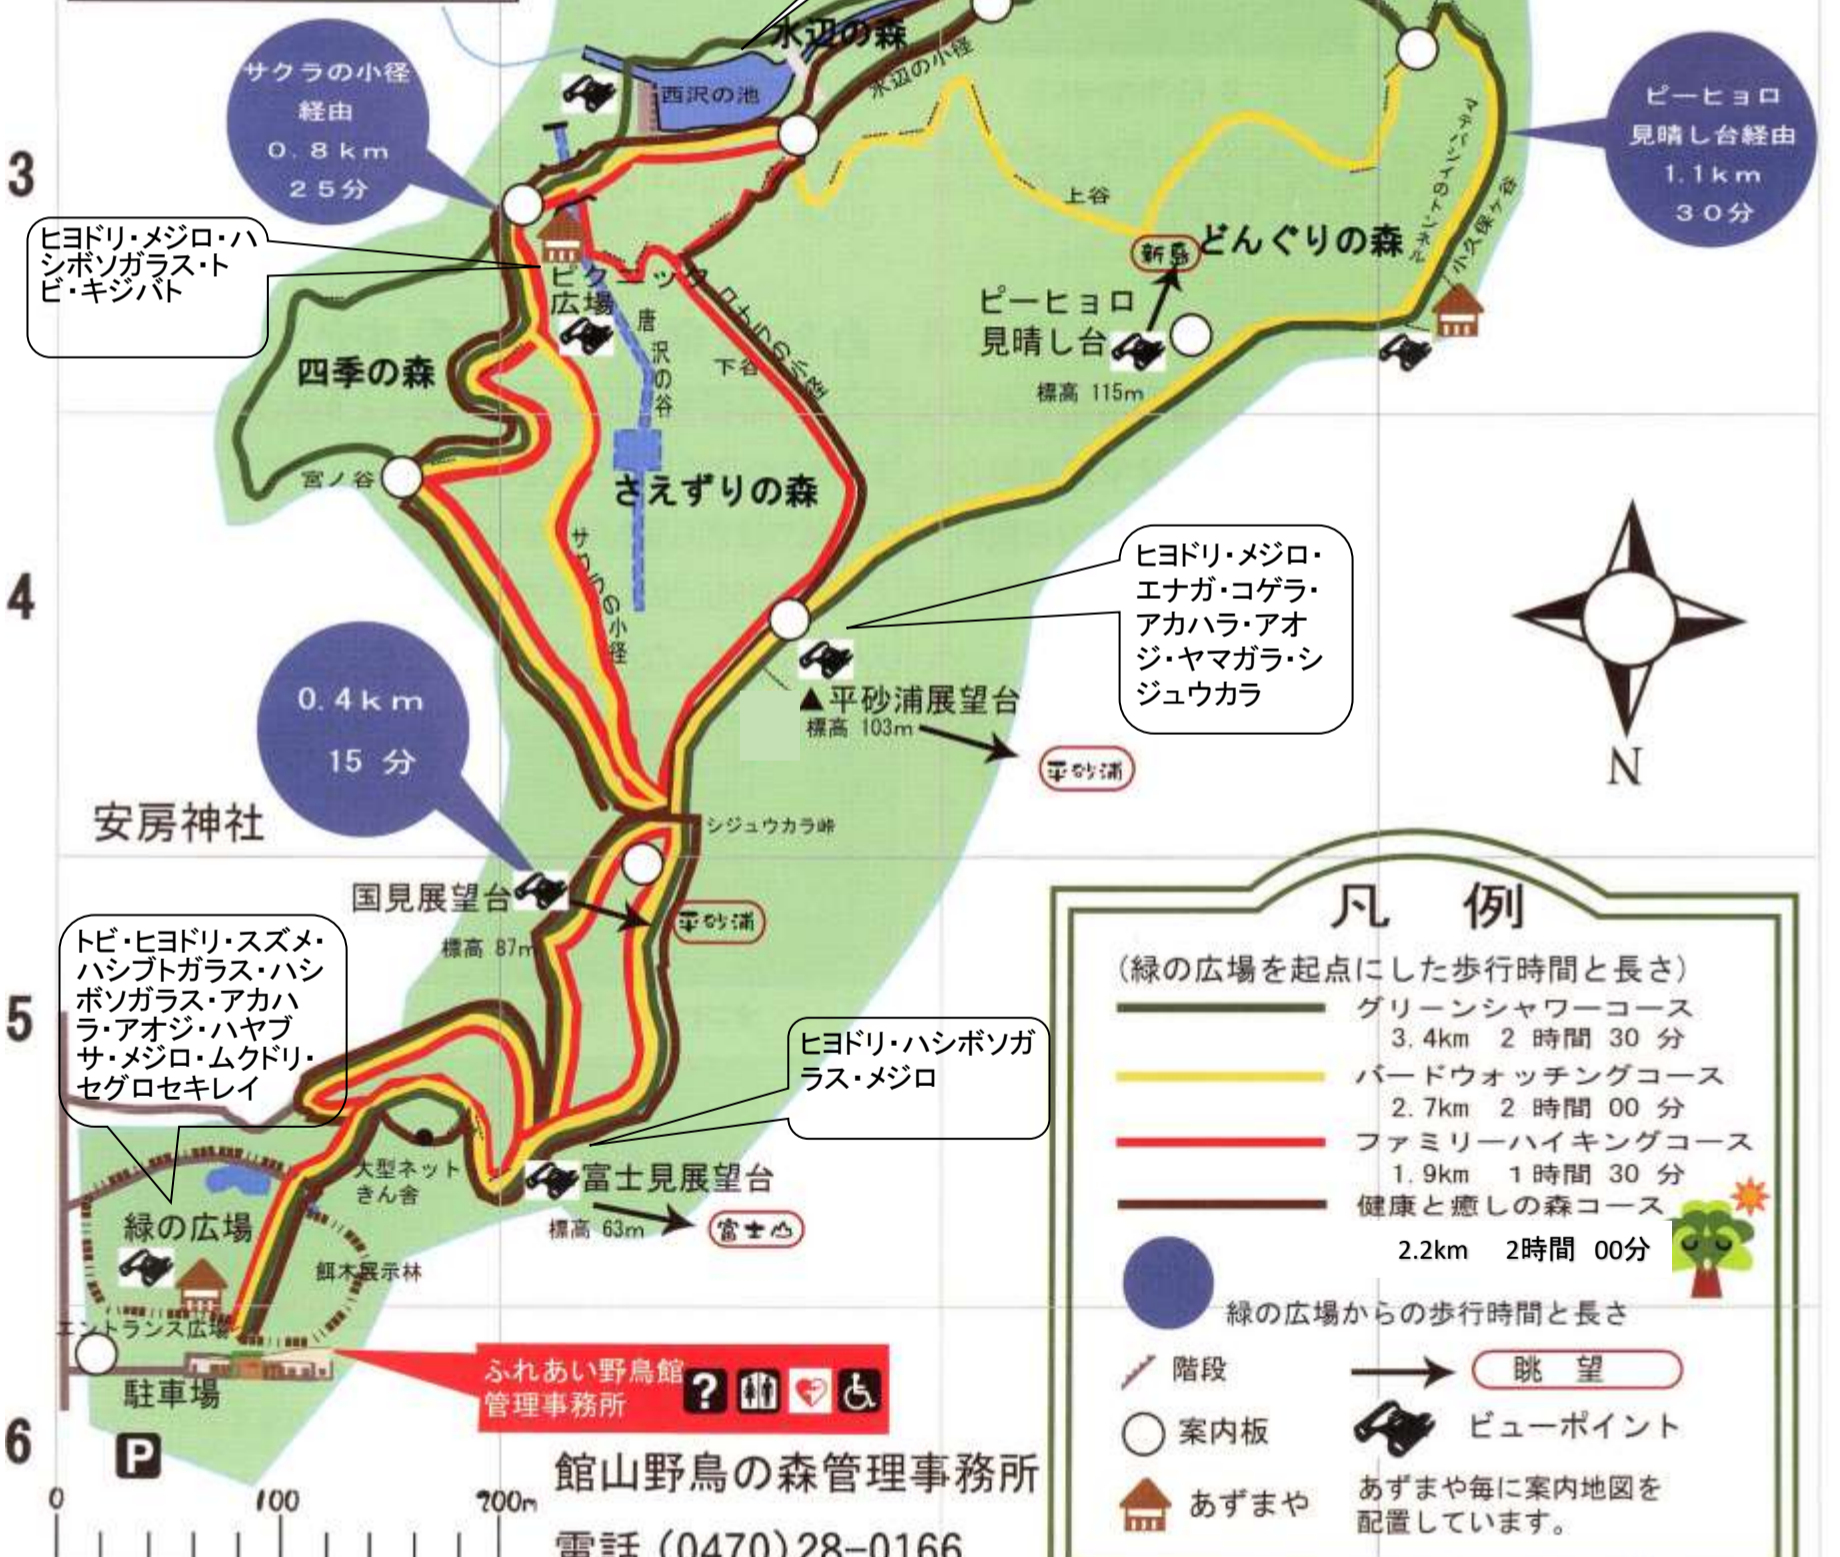 水辺の森
サクラの小径
経由
0.8km
25分
西沢の池
水辺の小径
ピーヒョロ
見晴し台経由
1.1km
30分
マテバシイのトンネル
小久保ヶ谷
3
ヒヨドリ・メジロ・ハ
シボソガラス・ト
ビ・キジバト
上谷
新島
どんぐりの森
ピクニック
広場
唐沢の谷
下谷
ピーヒョロ
見晴し台
標高 115m
四季の森
宮ノ谷
さえずりの森
サクラの小径
4
ヒヨドリ・メジロ・
エナガ・コゲラ・
アカハラ・アオ
ジ・ヤマガラ・シ
ジュウカラ
▲平砂浦展望台
標高 103m
平砂浦
N
0.4km
15 分
安房神社
シジュウカラ峠
国見展望台
標高 87m
平砂浦
トビ・ヒヨドリ・スズメ・
ハシブトガラス・ハシ
ボソガラス・アカハ
ラ・アオジ・ハヤブ
サ・メジロ・ムクドリ・
セグロセキレイ
5
ヒヨドリ・ハシボソガ
ラス・メジロ
大型ネット
きん舎
富士見展望台
標高 63m
富士山
緑の広場
餌木展示林
エントランス広場
駐車場
P
ふれあい野鳥館
管理事務所
?
6
館山野鳥の森管理事務所
電話 (0470)28-0166
0
100
200m
凡 例
(緑の広場を起点にした歩行時間と長さ)
グリーンシャワーコース
3.4km 2 時間 30 分
バードウォッチングコース
2.7km 2 時間 00 分
ファミリーハイキングコース
1.9km 1時間 30 分
健康と癒しの森コース
2.2km 2時間 00分
緑の広場からの歩行時間と長さ
階段
眺 望
案内板
ビューポイント
あずまや
あずまや毎に案内地図を
配置しています。